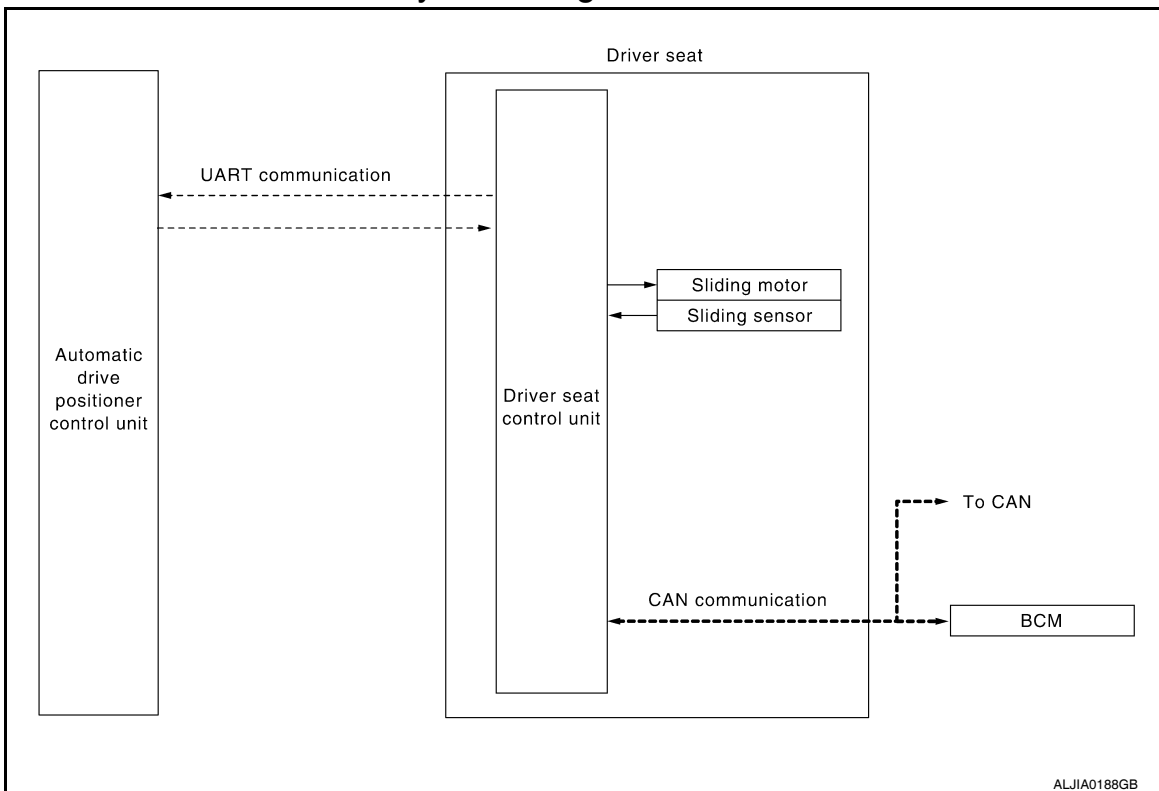 Driver seat
UART communication
Sliding motor
Sliding sensor
Automatic
drive
positioner
control unit
Driver seat
control unit
To CAN
CAN communication
BCM
ALJIA0188GB